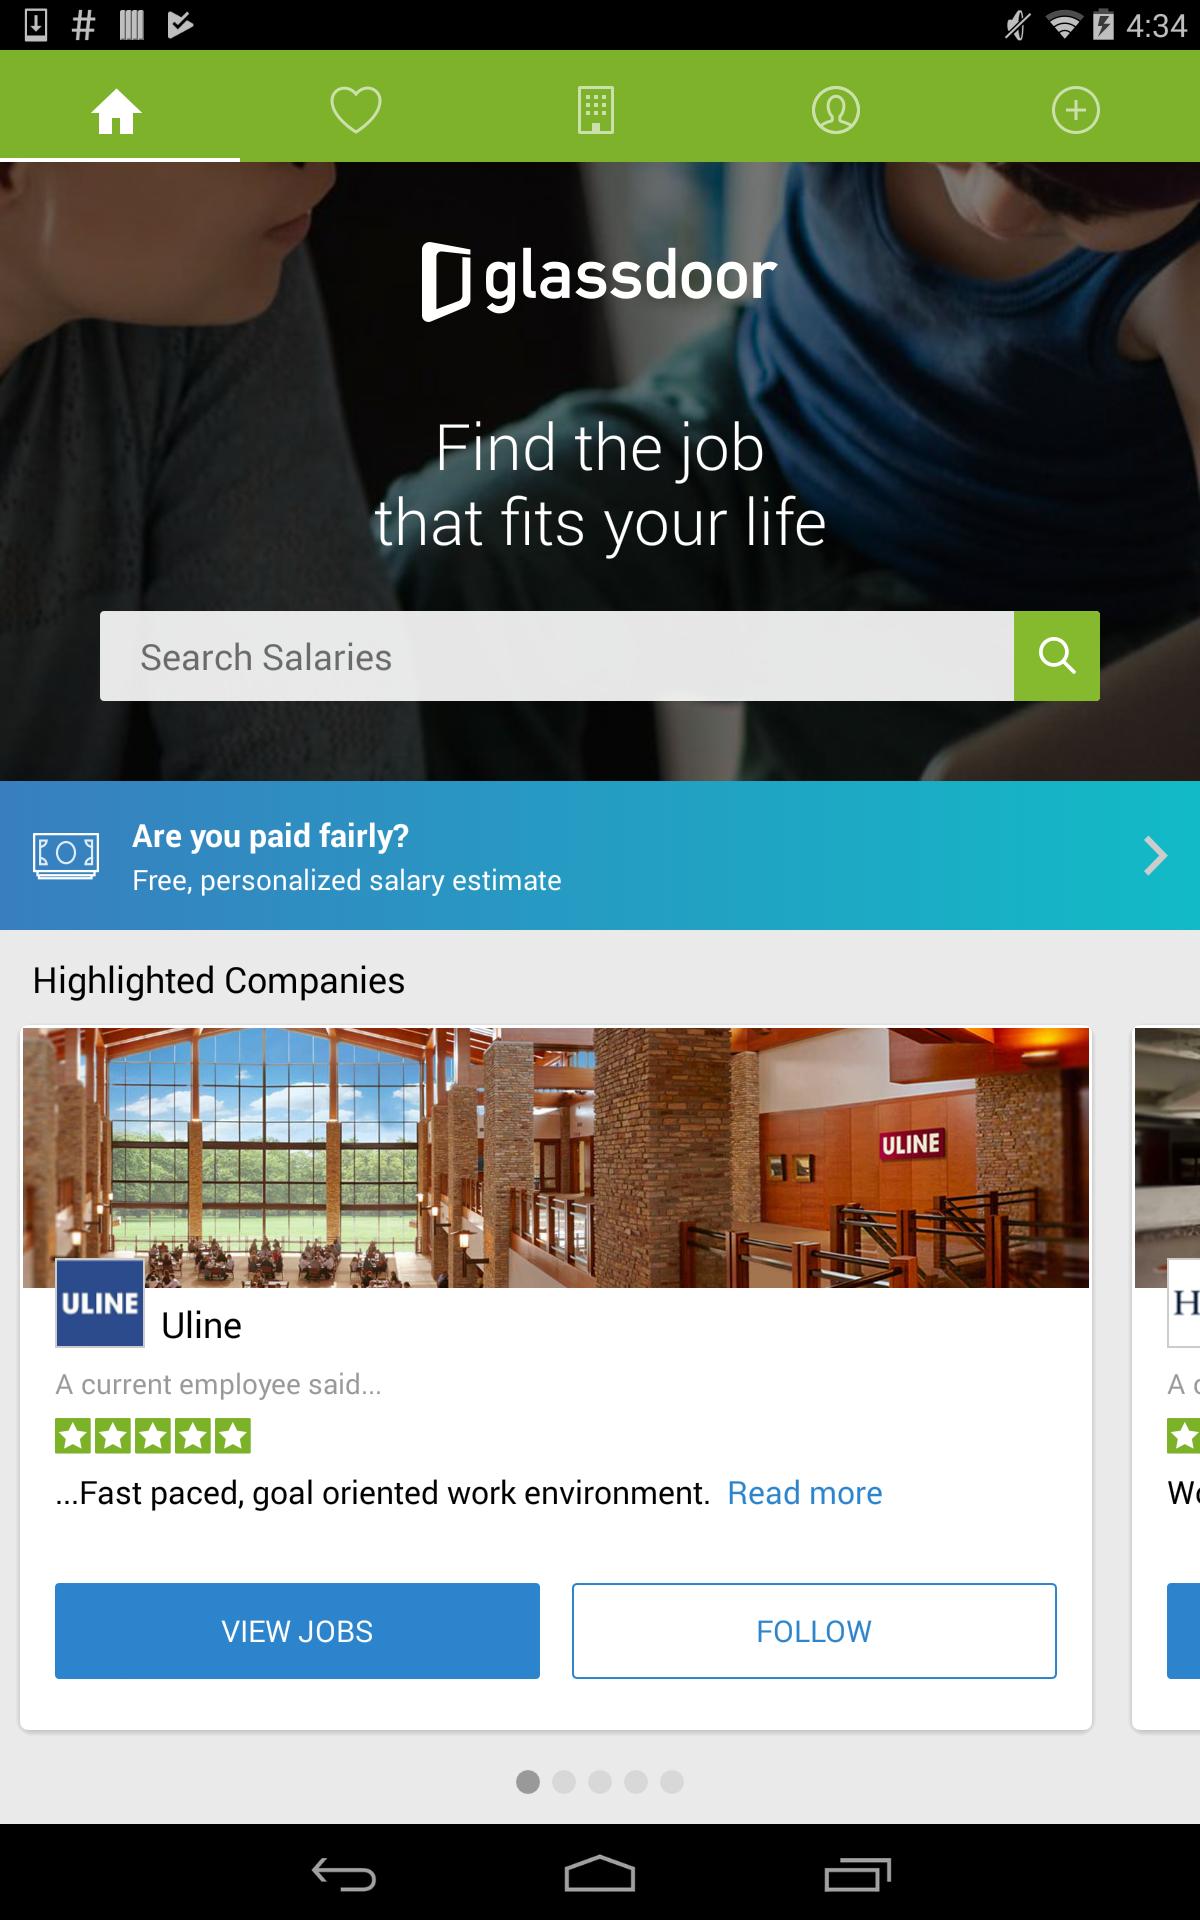 4:34
glassdoor
Find the job
that fits your life
Search Salaries
Are you paid fairly?
Free, personalized salary estimate
Highlighted Companies
ULINE
ULINE
Uline
H
A current employee said...
...Fast paced, goal oriented work environment. Read more
VIEW JOBS
FOLLOW